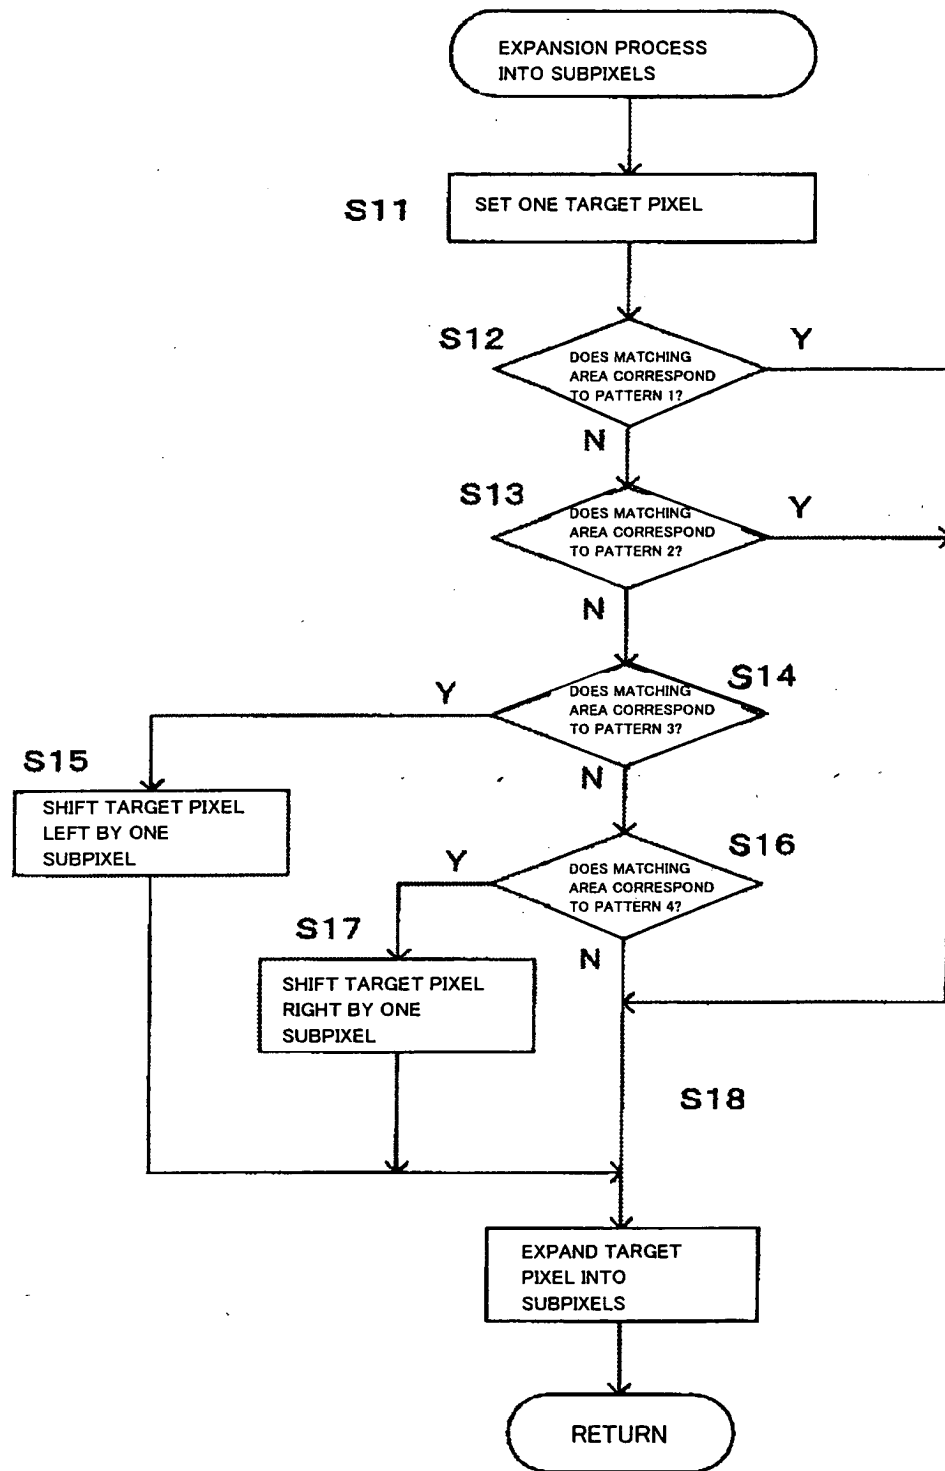 EXPANSION PROCESS
INTO SUBPIXELS
S11
SET ONE TARGET PIXEL
S12
Y
DOES MATCHING
AREA CORRESPOND
TO PATTERN 1?
N
S13
Y
DOES MATCHING
AREA CORRESPOND
TO PATTERN 2?
N
S14
Y
DOES MATCHING
AREA CORRESPOND
TO PATTERN 3?
N
S15
SHIFT TARGET PIXEL
LEFT BY ONE
SUBPIXEL
S16
Y
DOES MATCHING
AREA CORRESPOND
TO PATTERN 4?
N
S17
SHIFT TARGET PIXEL
RIGHT BY ONE
SUBPIXEL
S18
EXPAND TARGET
PIXEL INTO
SUBPIXELS
RETURN